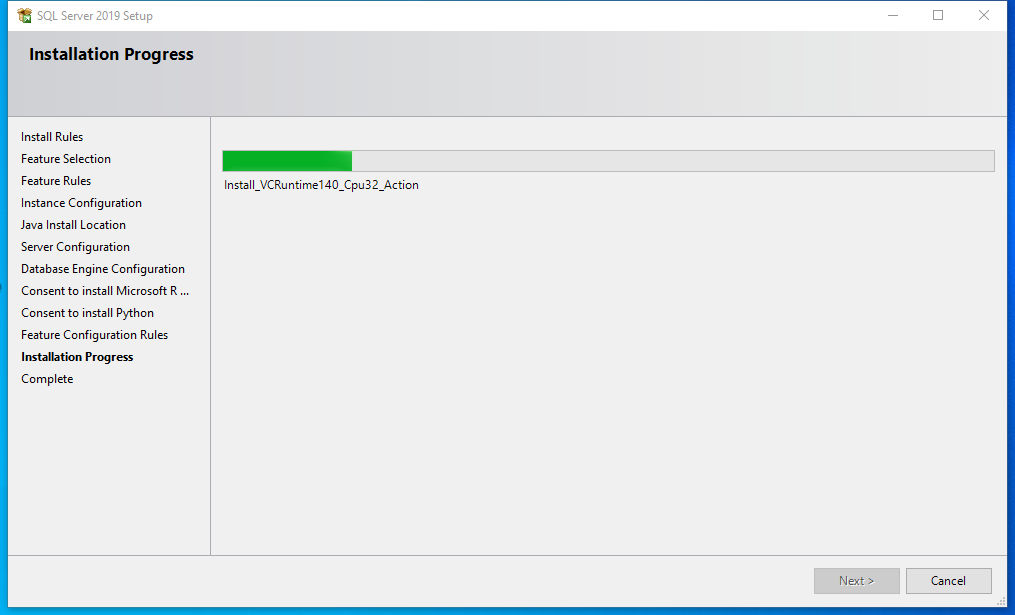 SQL Server 2019 Setup
Installation Progress
Install Rules
Feature Selection
Feature Rules
Instance Configuration
Java Install Location
Server Configuration
Database Engine Configuration
Consent to install Microsoft R ...
Consent to install Python
Feature Configuration Rules
Installation Progress
Complete
Install_VCRuntime140_Cpu32_Action
Next >
Cancel